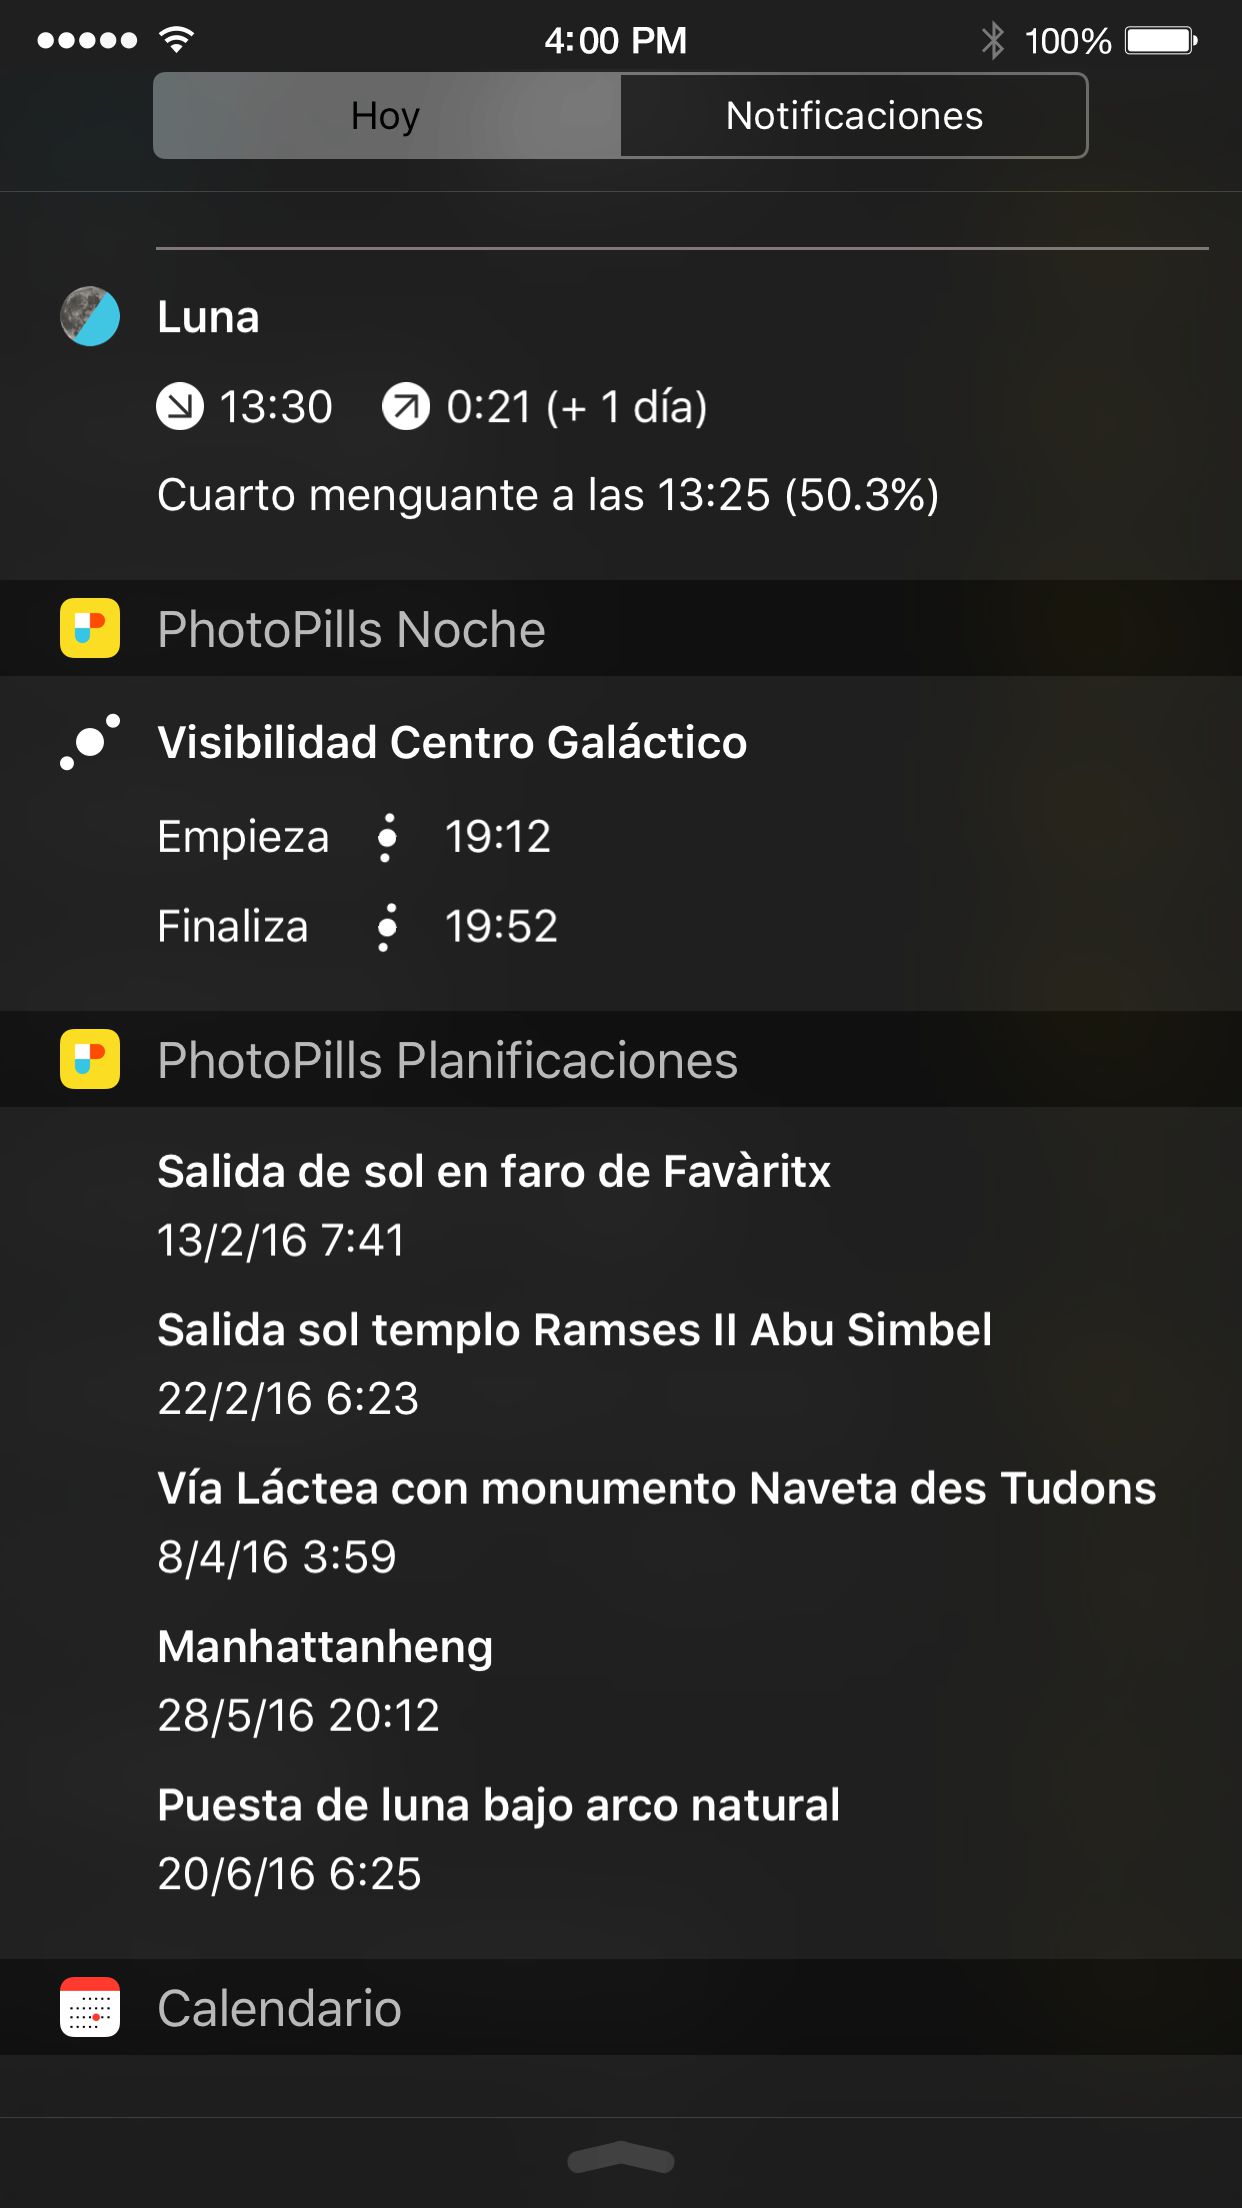 4:00 PM 100%
Hoy Notificaciones
Luna
13:30 0:21 (+ 1 día)
Cuarto menguante a las 13:25 (50.3%)
PhotoPills Noche
Visibilidad Centro Galáctico
Empieza 19:12
Finaliza 19:52
PhotoPills Planificaciones
Salida de sol en faro de Favàritx
13/2/16 7:41
Salida sol templo Ramses II Abu Simbel
22/2/16 6:23
Vía Láctea con monumento Naveta des Tudons
8/4/16 3:59
Manhattanheng
28/5/16 20:12
Puesta de luna bajo arco natural
20/6/16 6:25
Calendario